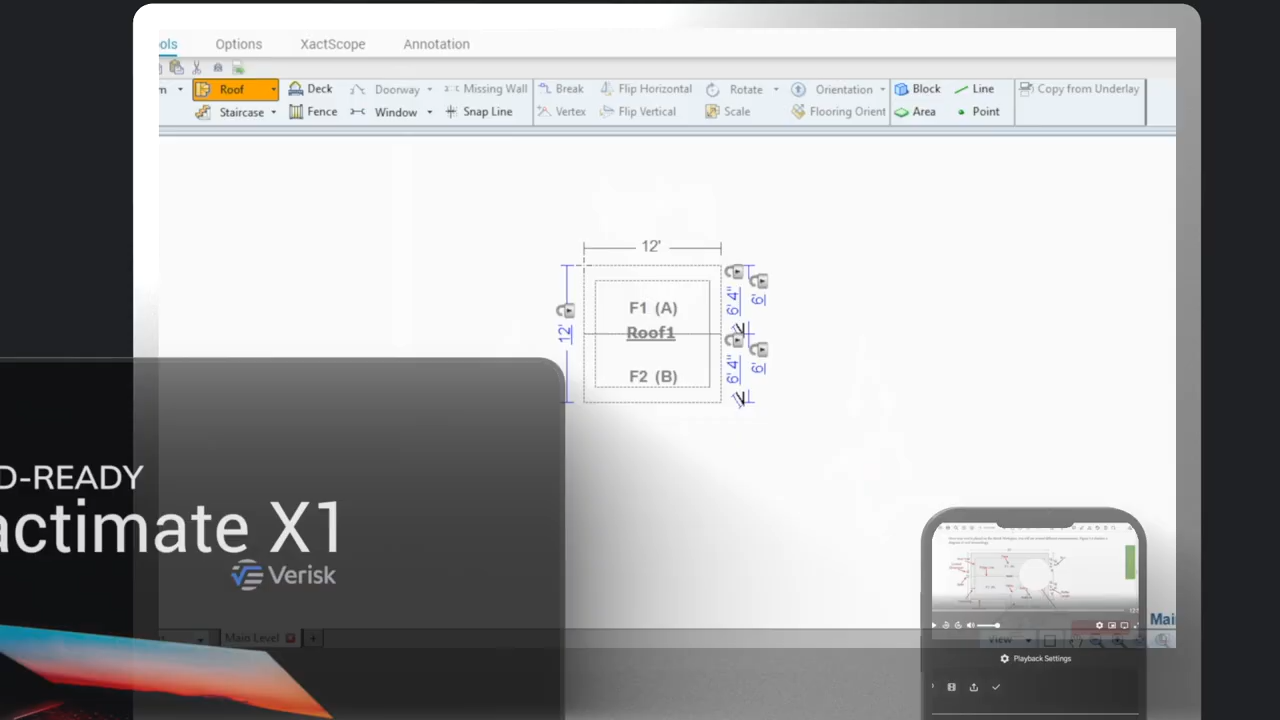 ols Options XactScope Annotation
Roof Deck Doorway Missing Wall Break Flip Horizontal Rotate Orientation Block Line Copy from Underlay
Staircase Fence Window Snap Line Vertex Flip Vertical Scale Flooring Orient Area Point
12'
F1 (A)
Roof1
F2 (B)
12'
6' 4"
6'
6' 4"
6'
D-READY
actimate X1
Verisk
Main Level
+
Mai
View
Playback Settings